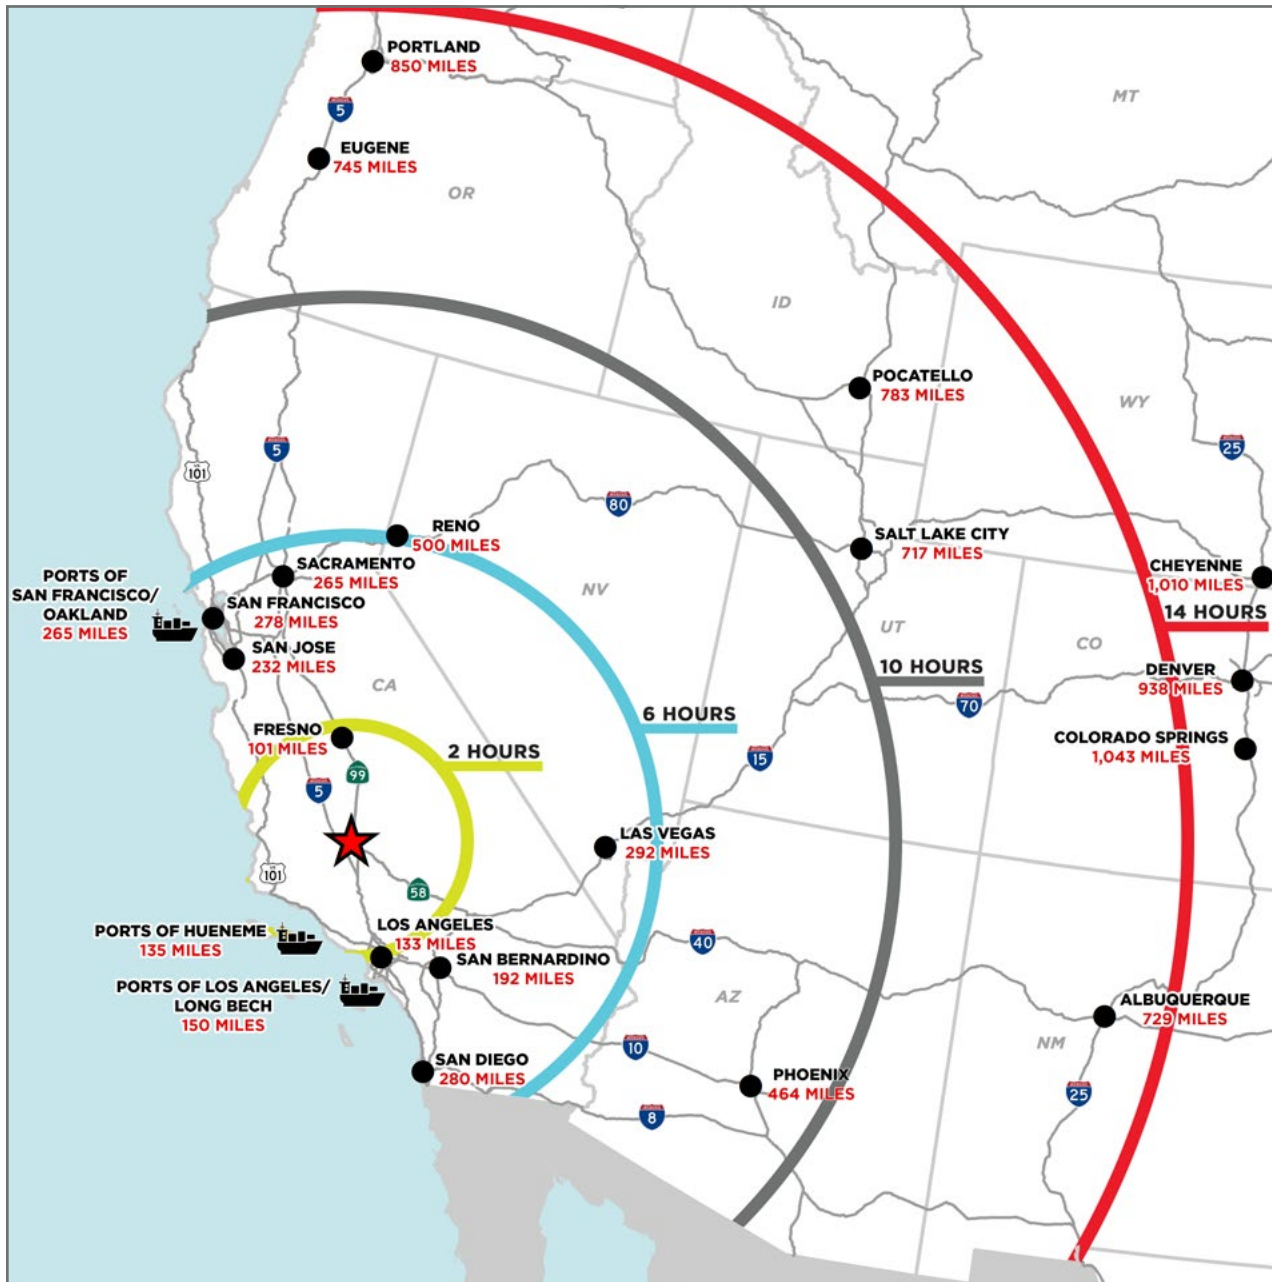 PORTLAND
850 MILES
MT
5
EUGENE
745 MILES
OR
ID
POCATELLO
783 MILES
WY
5
25
101
80
RENO
500 MILES
SALT LAKE CITY
717 MILES
SACRAMENTO
265 MILES
CHEYENNE
1,010 MILES
PORTS OF
SAN FRANCISCO/
OAKLAND
265 MILES
NV
SAN FRANCISCO
278 MILES
14 HOURS
UT
CO
SAN JOSE
232 MILES
10 HOURS
DENVER
938 MILES
CA
70
6 HOURS
FRESNO
101 MILES
2 HOURS
COLORADO SPRINGS
1,043 MILES
15
99
5
LAS VEGAS
292 MILES
101
58
PORTS OF HUENEME
135 MILES
LOS ANGELES
133 MILES
40
SAN BERNARDINO
192 MILES
PORTS OF LOS ANGELES/
LONG BECH
150 MILES
AZ
ALBUQUERQUE
729 MILES
10
NM
SAN DIEGO
280 MILES
PHOENIX
464 MILES
25
8